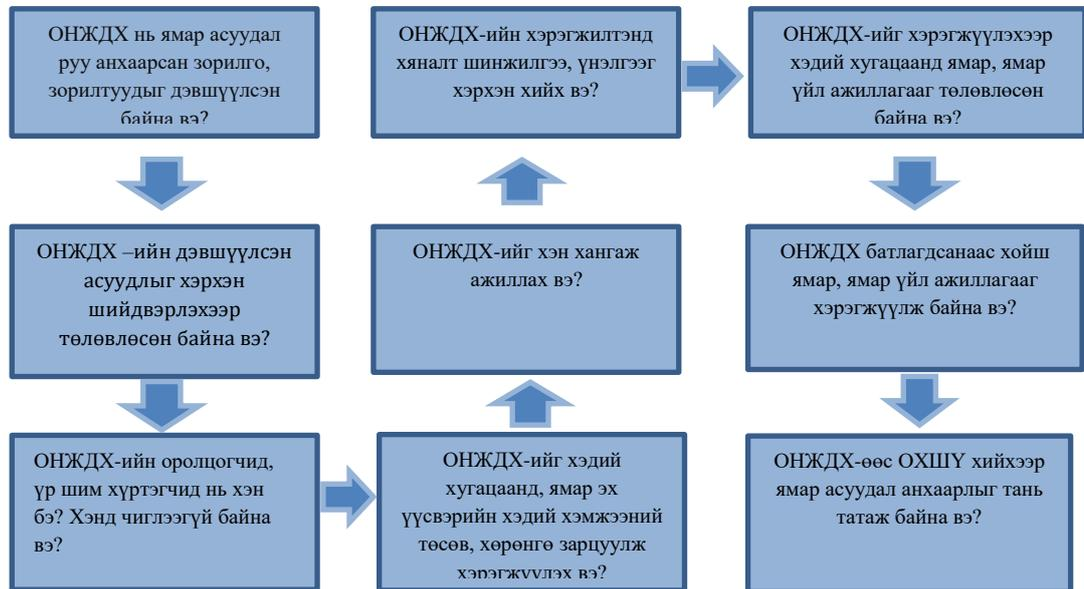 ОНЖДХ нь ямар асуудал
руу анхаарсан зорилго,
зорилтуудыг дэвшүүлсэн
байна вэ?
ОНЖДХ –ийн дэвшүүлсэн
асуудлыг хэрхэн
шийдвэрлэхээр
төлөвлөсөн байна вэ?
ОНЖДХ-ийн оролцогчид,
үр шим хүртэгчид нь хэн
бэ? Хэнд чиглээгүй байна
вэ?
ОНЖДХ-ийг хэдий
хугацаанд, ямар эх
үүсвэрийн хэдий хэмжээний
төсөв, хөрөнгө зарцуулж
хэрэгжүүлэх вэ?
ОНЖДХ-ийг хэн хангаж
ажиллах вэ?
ОНЖДХ-ийн хэрэгжилтэнд
хяналт шинжилгээ, үнэлгээг
хэрхэн хийх вэ?
ОНЖДХ-ийг хэрэгжүүлэхээр
хэдий хугацаанд ямар, ямар
үйл ажиллагааг төлөвлөсөн
байна вэ?
ОНЖДХ батлагдсанаас хойш
ямар, ямар үйл ажиллагааг
хэрэгжүүлж байна вэ?
ОНЖДХ-өөс ОХШҮ хийхээр
ямар асуудал анхаарлыг тань
татаж байна вэ?